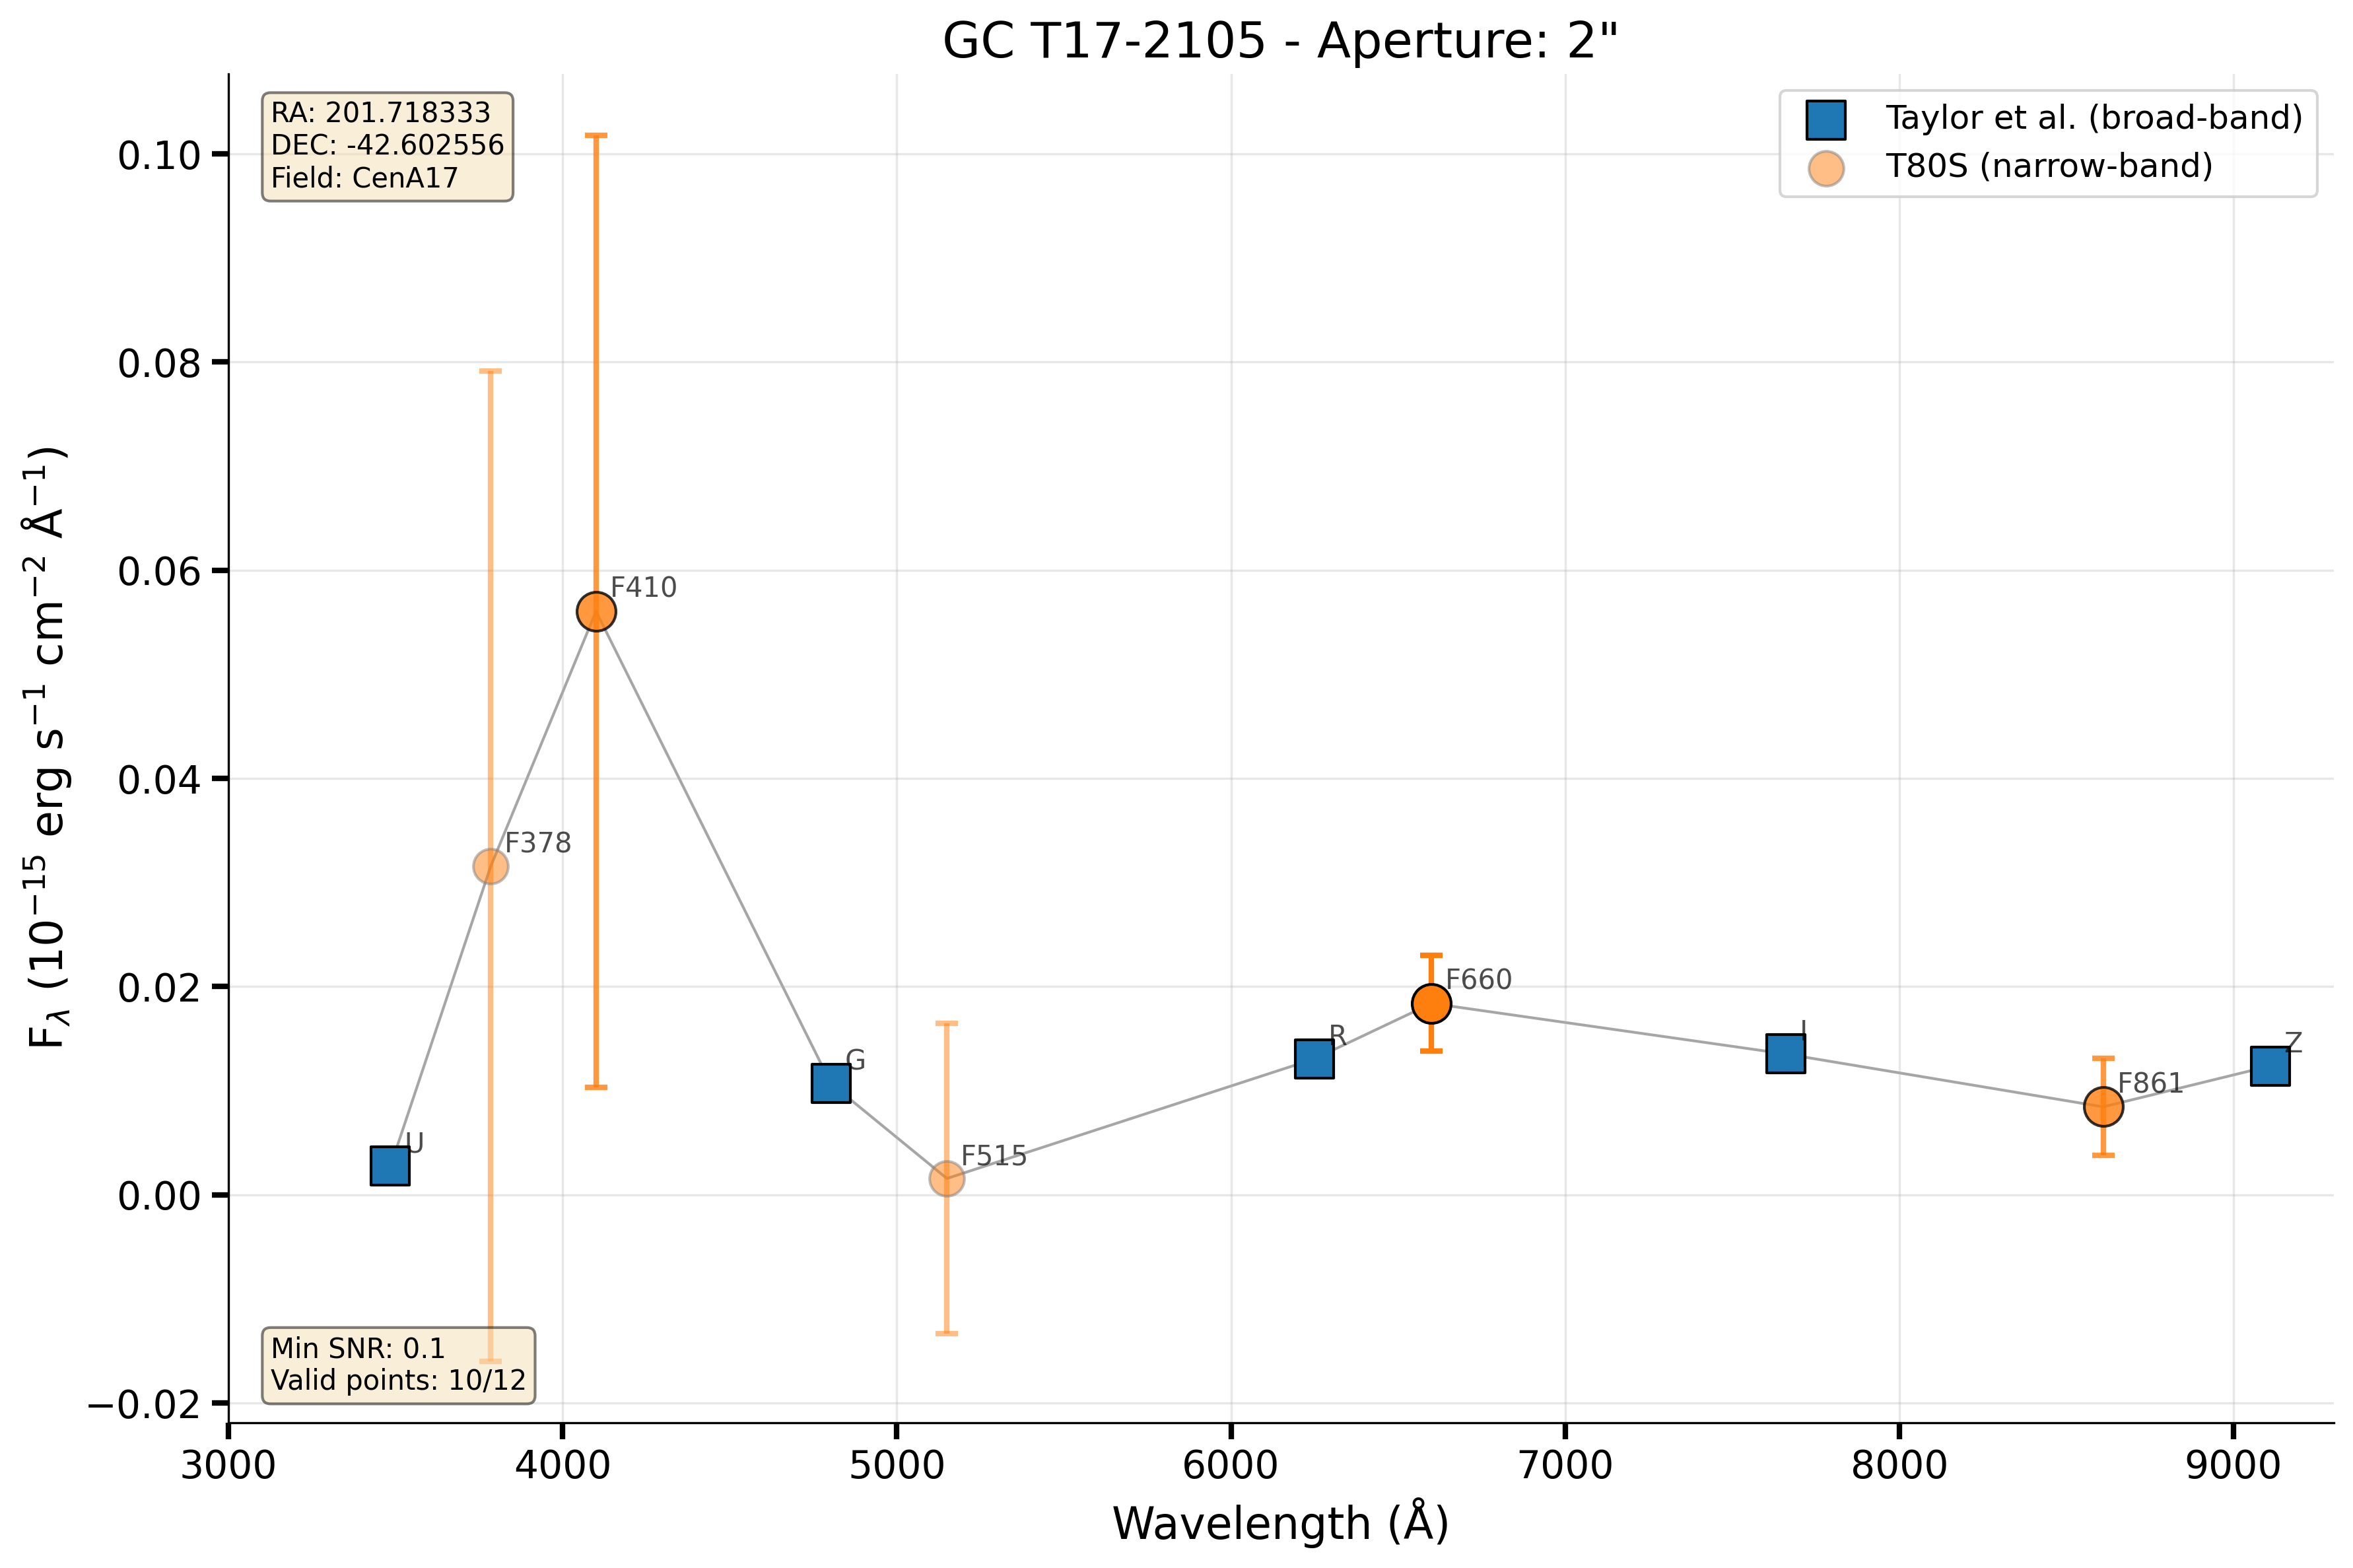 GC T17-2105 - Aperture: 2"
RA: 201.718333
DEC: -42.602556
Field: CenA17
Taylor et al. (broad-band)
T80S (narrow-band)
0.10
0.08
0.06
0.04
0.02
0.00
−0.02
F_λ (10⁻¹⁵ erg s⁻¹ cm⁻² Å⁻¹)
F410
F378
F660
R
I
Z
G
F861
U
F515
Min SNR: 0.1
Valid points: 10/12
3000 4000 5000 6000 7000 8000 9000
Wavelength (Å)